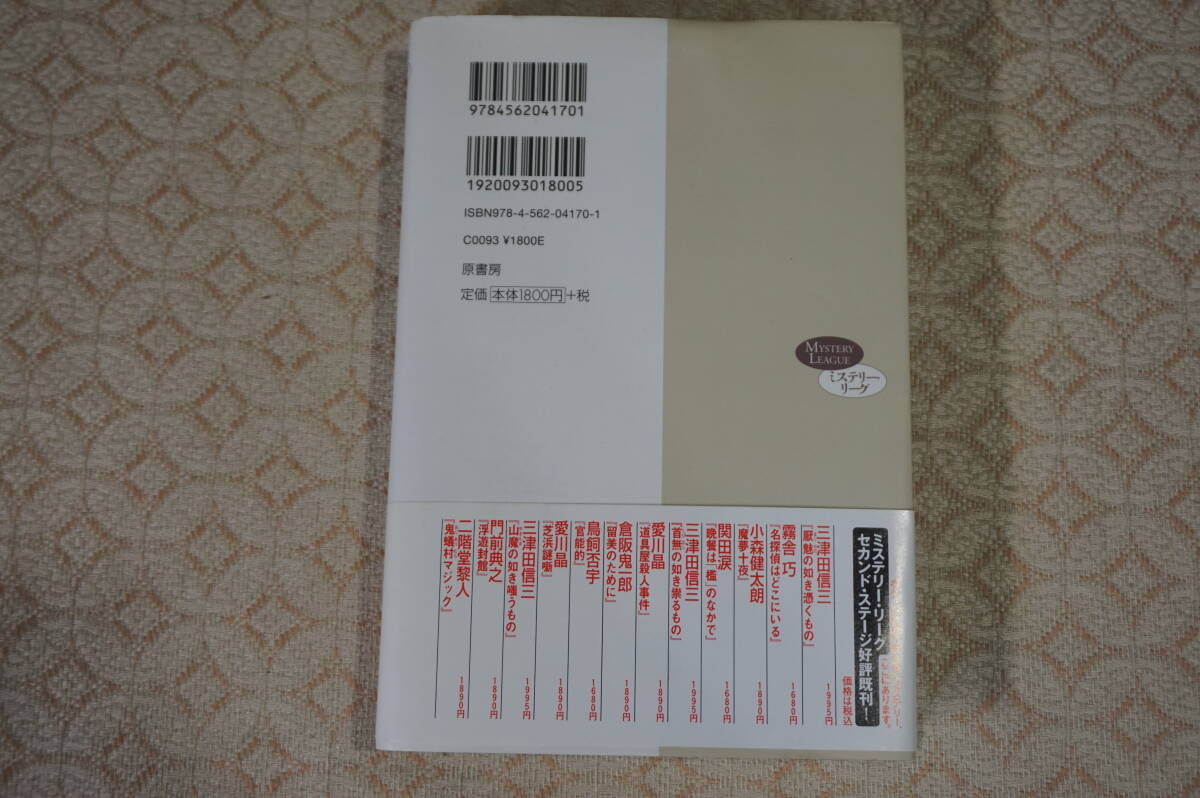 9784562041701
1920093018005
ISBN978-4-562-04170-1
C0093 ¥1800E
原書房
定価 本体1800円+税
MYSTERY
LEAGUE
ミステリー・
リーグ
ここにあります。
ミステリー・リーグ
セカンド・ステージ好評既刊!
価格は税込
三津田信三
『厭魅の如き憑くもの』
1995円
霧舎 巧
『名探偵はどこにいる』
1680円
小森健太朗
『魔夢十夜』
1890円
関田涙
『晩餐は「檻」のなかで』
1680円
三津田信三
『首無の如き祟るもの』
1995円
愛川晶
『道具屋殺人事件』
1890円
倉阪鬼一郎
『留美のために』
1890円
鳥飼否宇
『官能的』
1680円
愛川晶
『芝浜謎噺』
1890円
三津田信三
『山魔の如き嗤うもの』
1995円
門前典之
『浮遊封館』
1890円
二階堂黎人
『鬼蟻村マジック』
1890円